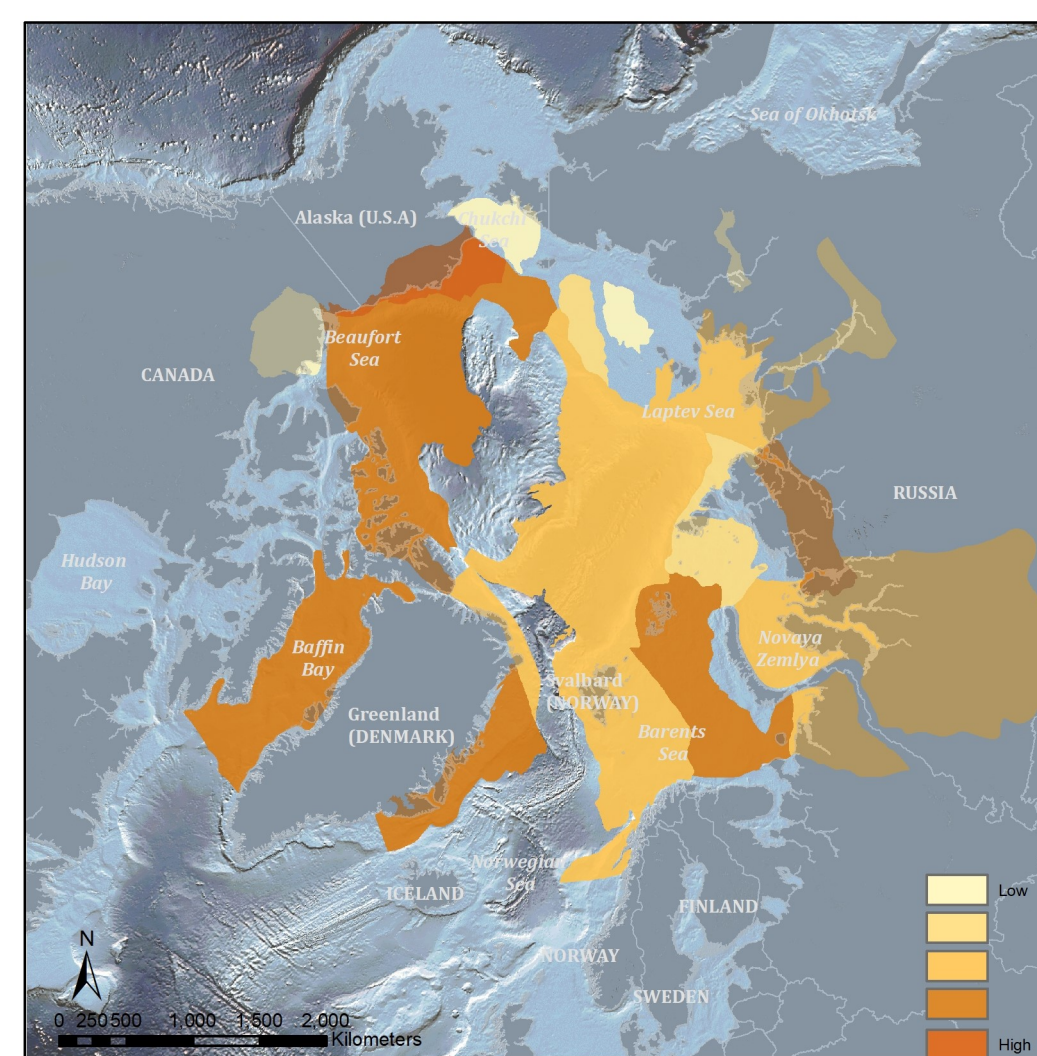 Sea of Okhotsk
Alaska (U.S.A)
Chukchi
Sea
Beaufort
Sea
CANADA
Laptev Sea
RUSSIA
Hudson
Bay
Novaya
Zemlya
Baffin
Bay
Svalbard
(NORWAY)
Greenland
(DENMARK)
Barents
Sea
Norwegian
Sea
ICELAND
FINLAND
NORWAY
SWEDEN
Low
High
N
0 250 500 1,000 1,500 2,000
Kilometers